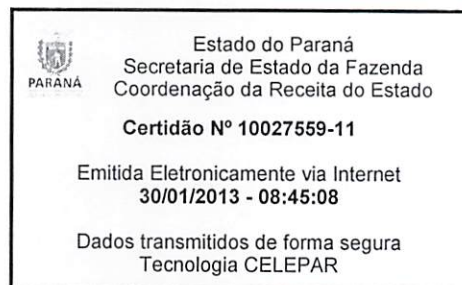 Estado do Paraná
Secretaria de Estado da Fazenda
PARANÁ
Coordenação da Receita do Estado
Certidão Nº 10027559-11
Emitida Eletronicamente via Internet
30/01/2013 - 08:45:08
Dados transmitidos de forma segura
Tecnologia CELEPAR